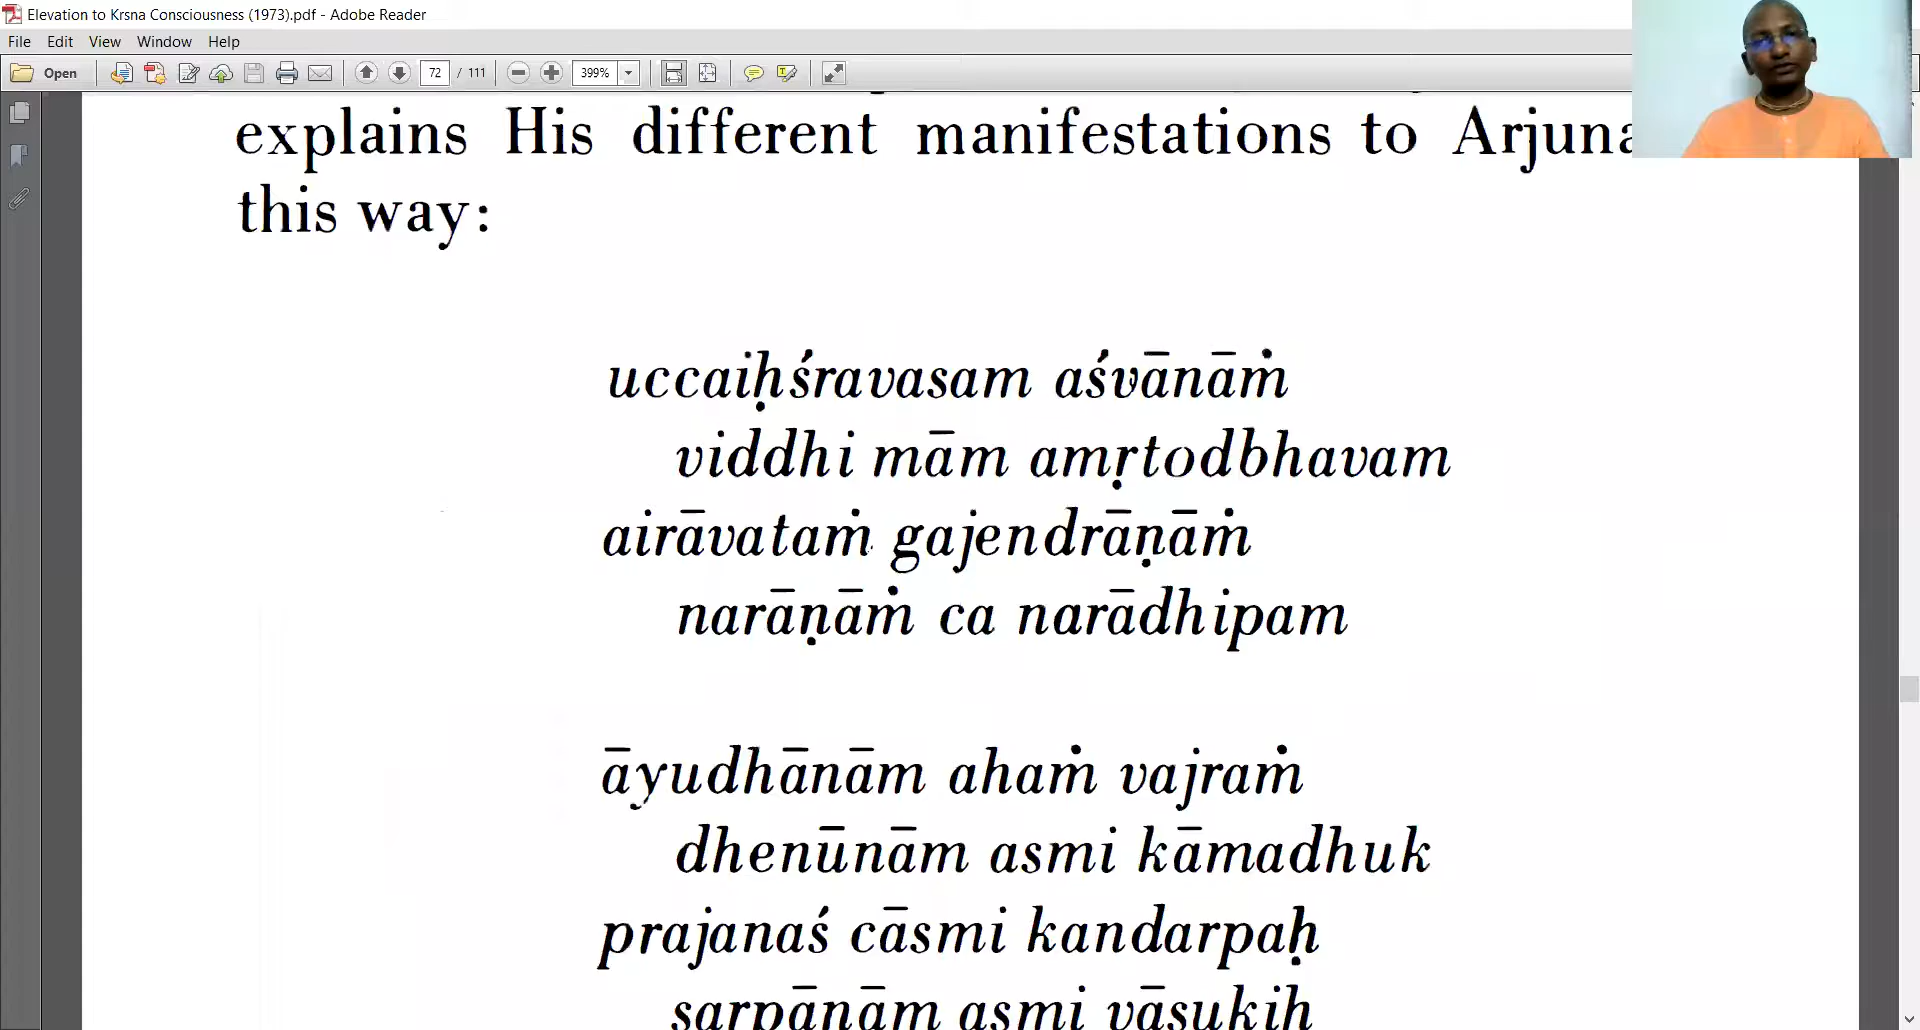 Elevation to Krsna Consciousness (1973).pdf - Adobe Reader
File Edit View Window Help
Open 72 / 111 399%
explains His different manifestations to Arjuna
this way:
uccaiḥśravasam aśvānāṁ
viddhi mām amṛtodbhavam
airāvataṁ gajendrāṇāṁ
narāṇāṁ ca narādhipam
āyudhānām ahaṁ vajraṁ
dhenūnām asmi kāmadhuk
prajanaś cāsmi kandarpaḥ
sarpāṇām asmi vāsukiḥ